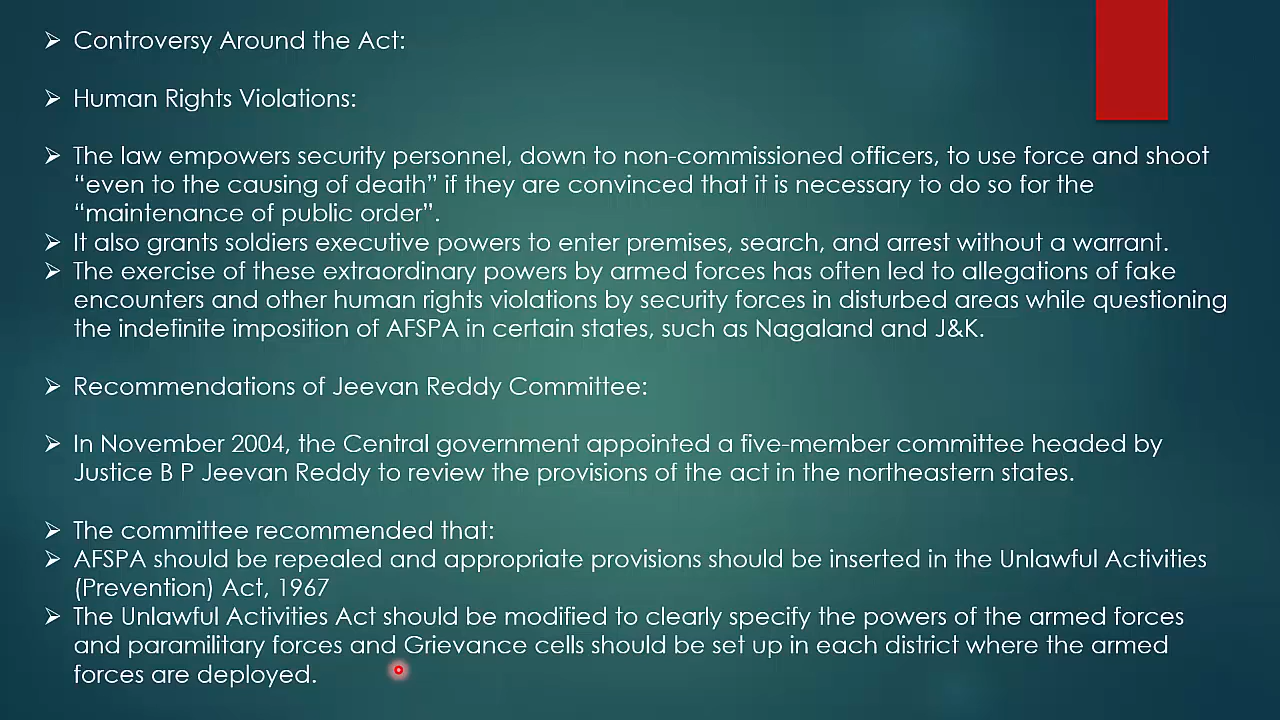 ➢ Controversy Around the Act:
➢ Human Rights Violations:
➢ The law empowers security personnel, down to non-commissioned officers, to use force and shoot
“even to the causing of death” if they are convinced that it is necessary to do so for the
“maintenance of public order”.
➢ It also grants soldiers executive powers to enter premises, search, and arrest without a warrant.
➢ The exercise of these extraordinary powers by armed forces has often led to allegations of fake
encounters and other human rights violations by security forces in disturbed areas while questioning
the indefinite imposition of AFSPA in certain states, such as Nagaland and J&K.
➢ Recommendations of Jeevan Reddy Committee:
➢ In November 2004, the Central government appointed a five-member committee headed by
Justice B P Jeevan Reddy to review the provisions of the act in the northeastern states.
➢ The committee recommended that:
➢ AFSPA should be repealed and appropriate provisions should be inserted in the Unlawful Activities
(Prevention) Act, 1967
➢ The Unlawful Activities Act should be modified to clearly specify the powers of the armed forces
and paramilitary forces and Grievance cells should be set up in each district where the armed
forces are deployed.